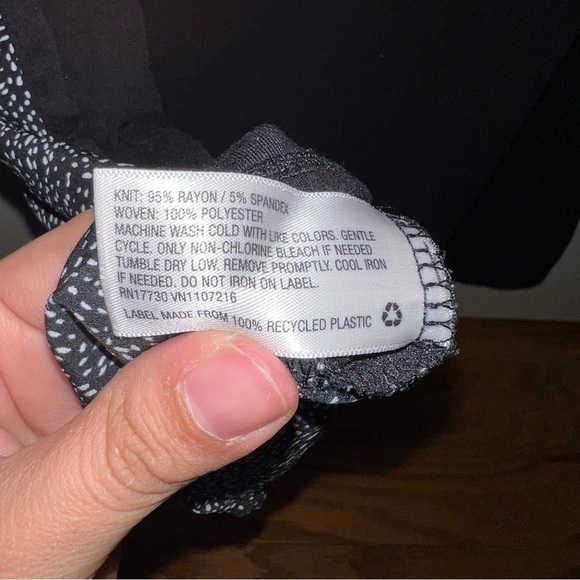 KNIT: 95% RAYON / 5% SPANDEX
WOVEN: 100% POLYESTER
MACHINE WASH COLD WITH LIKE COLORS. GENTLE
CYCLE. ONLY NON-CHLORINE BLEACH IF NEEDED
TUMBLE DRY LOW. REMOVE PROMPTLY. COOL IRON
IF NEEDED. DO NOT IRON ON LABEL.
RN17730 VN1107216
LABEL MADE FROM 100% RECYCLED PLASTIC